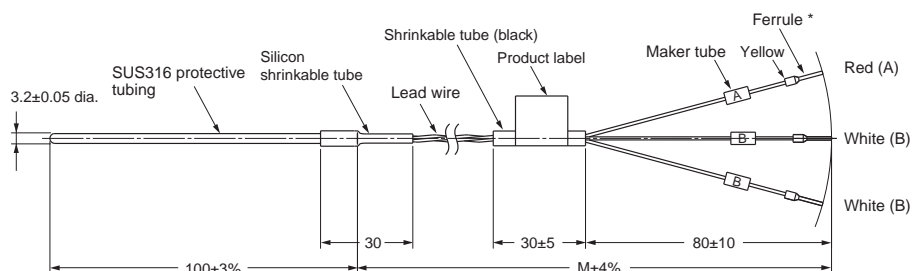 Ferrule *
Shrinkable tube (black)
Maker tube
Yellow
Silicon
shrinkable tube
Product label
Red (A)
SUS316 protective
tubing
Lead wire
3.2±0.05 dia.
A
B
White (B)
B
White (B)
30
30±5
80±10
100±3%
M±4%